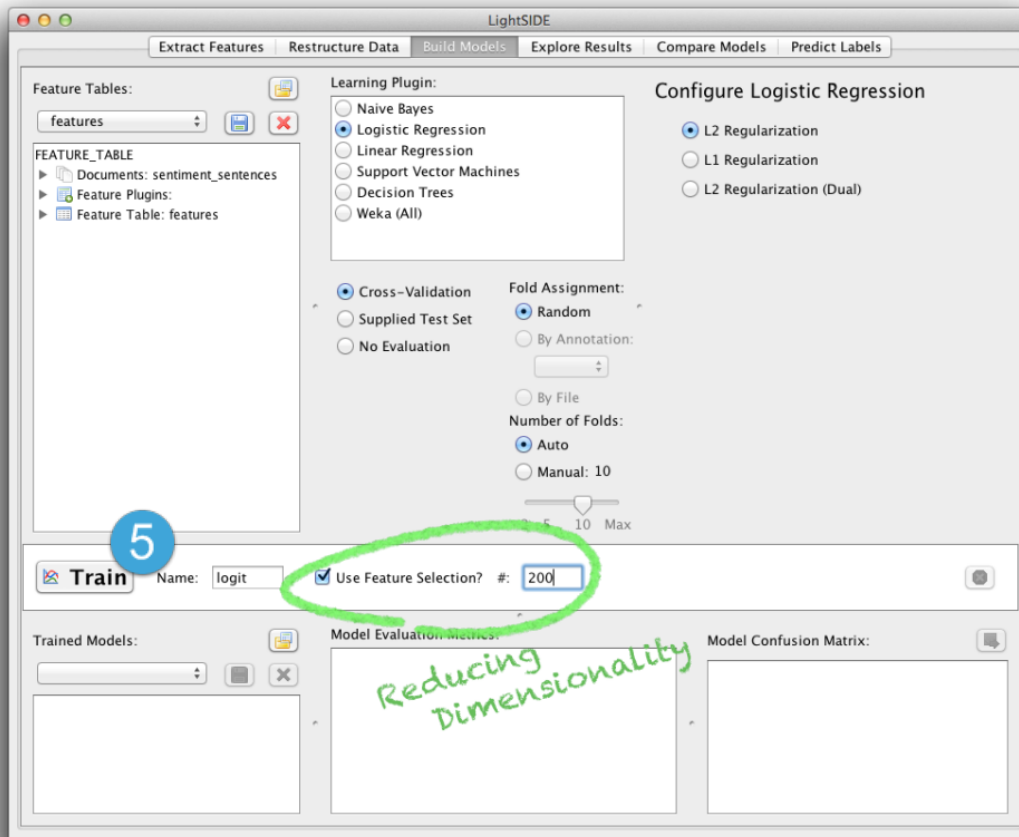 LightSIDE
Extract Features
Restructure Data
Build Models
Explore Results
Compare Models
Predict Labels
Feature Tables:
features
FEATURE_TABLE
Documents: sentiment_sentences
Feature Plugins:
Feature Table: features
Learning Plugin:
Naive Bayes
Logistic Regression
Linear Regression
Support Vector Machines
Decision Trees
Weka (All)
Configure Logistic Regression
L2 Regularization
L1 Regularization
L2 Regularization (Dual)
Cross-Validation
Supplied Test Set
No Evaluation
Fold Assignment:
Random
By Annotation:
By File
Number of Folds:
Auto
Manual: 10
2 5 10 Max
5
Train
Name: logit
Use Feature Selection? #: 200
Trained Models:
Model Evaluation Metrics:
Reducing
Dimensionality
Model Confusion Matrix: